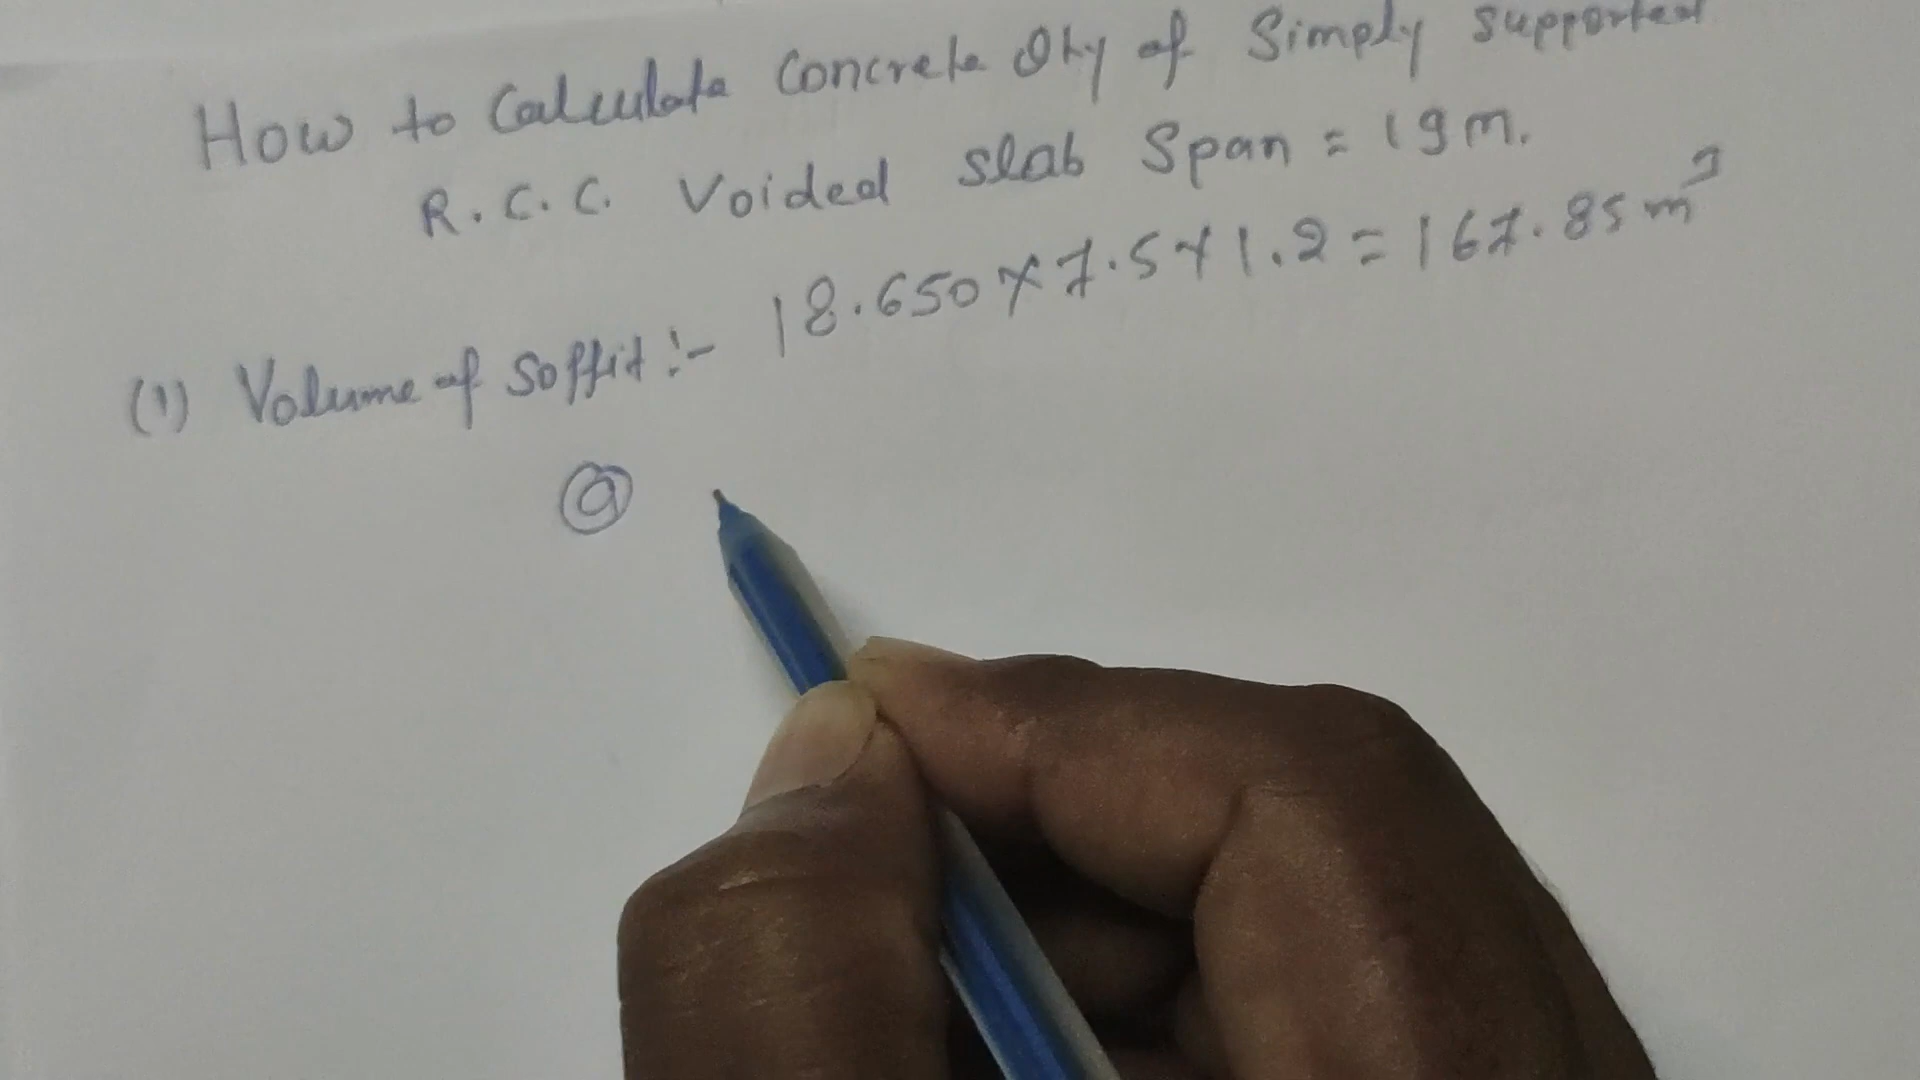 How to Calculate Concrete Qty of Simply supported
R.C.C. Voided slab Span = 19m.
(1) Volume of Soffit :- 18.650 x 7.5 x 1.2 = 167.85 m³
ⓐ